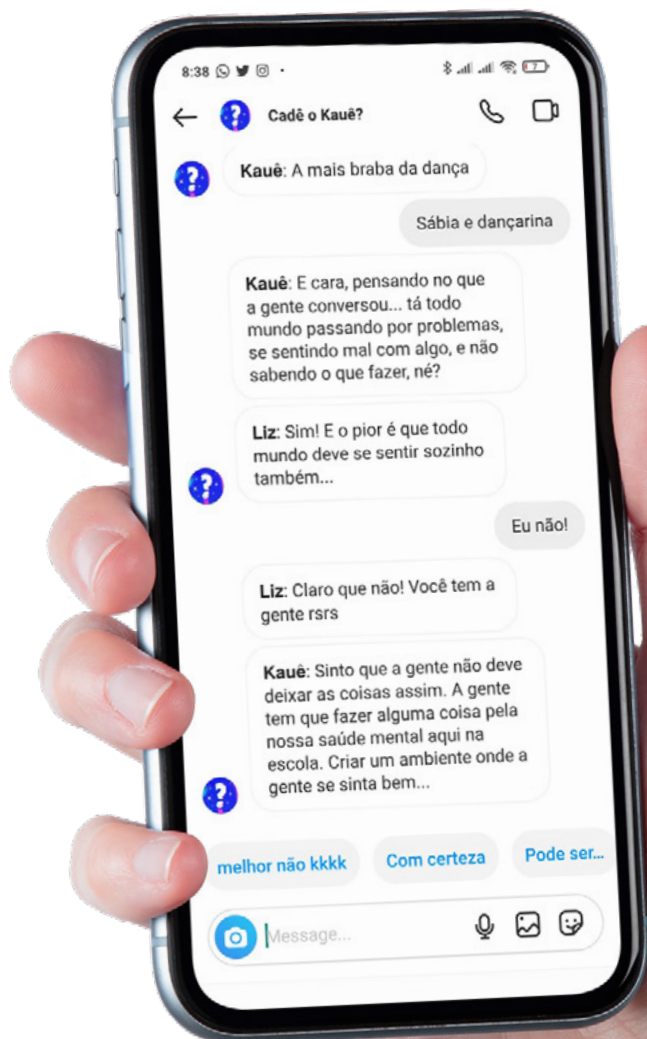 8:38
7
Cadê o Kauê?
Kauê: A mais braba da dança
Sábia e dançarina
Kauê: E cara, pensando no que
a gente conversou... tá todo
mundo passando por problemas,
se sentindo mal com algo, e não
sabendo o que fazer, né?
Liz: Sim! E o pior é que todo
mundo deve se sentir sozinho
também...
Eu não!
Liz: Claro que não! Você tem a
gente rsrs
Kauê: Sinto que a gente não deve
deixar as coisas assim. A gente
tem que fazer alguma coisa pela
nossa saúde mental aqui na
escola. Criar um ambiente onde a
gente se sinta bem...
melhor não kkkk
Com certeza
Pode ser...
Message...